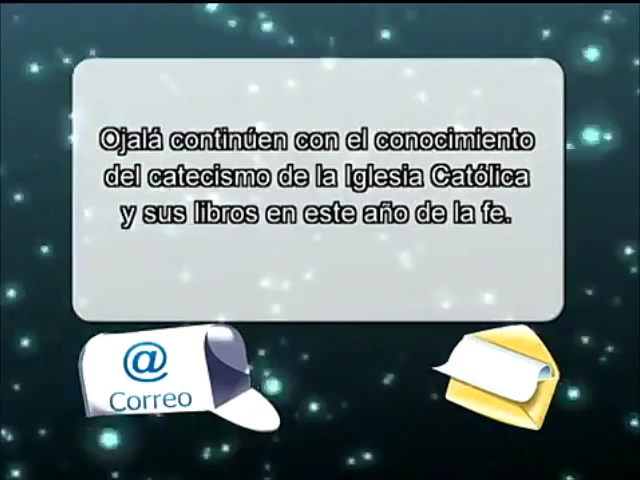 Ojalá continúen con el conocimiento
del catecismo de la Iglesia Católica
y sus libros en este año de la fe.
@
Correo